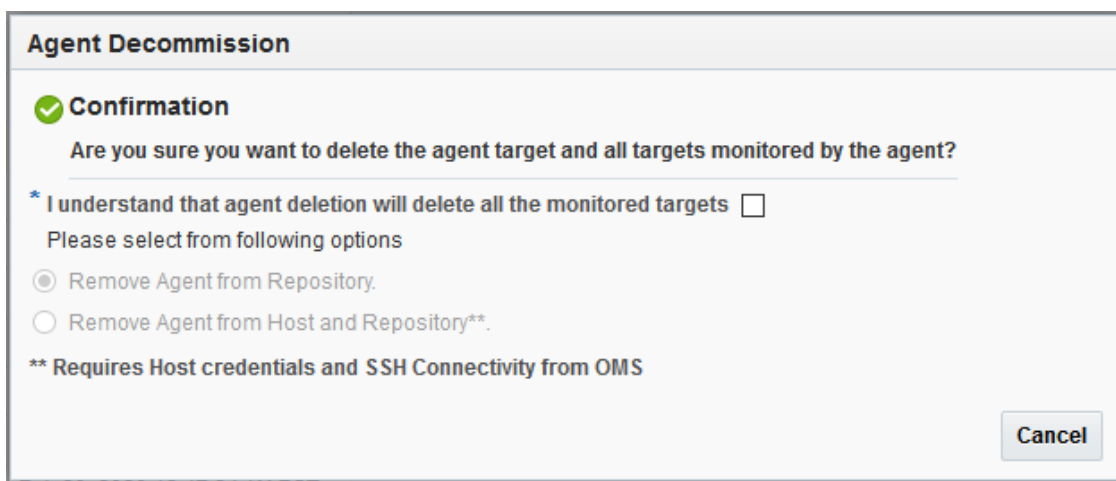 Agent Decommission
Confirmation
Are you sure you want to delete the agent target and all targets monitored by the agent?
* I understand that agent deletion will delete all the monitored targets
Please select from following options
Remove Agent from Repository.
Remove Agent from Host and Repository**.
** Requires Host credentials and SSH Connectivity from OMS
Cancel